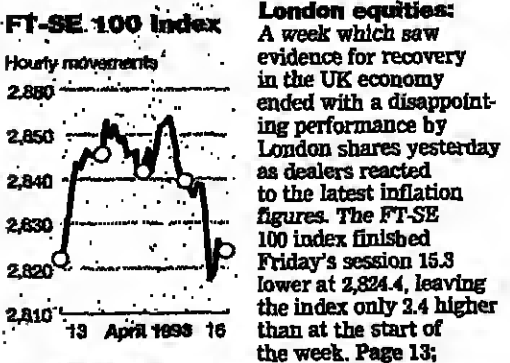 FT-SE 100 Index
Hourly movements
2,880
2,850
2,840
2,830
2,820
2,810
13 April 1993 16
London equities:
A week which saw
evidence for recovery
in the UK economy
ended with a disappoint-
ing performance by
London shares yesterday
as dealers reacted
to the latest inflation
figures. The FT-SE
100 index finished
Friday's session 15.3
lower at 2,824.4, leaving
the index only 2.4 higher
than at the start of
the week. Page 13;